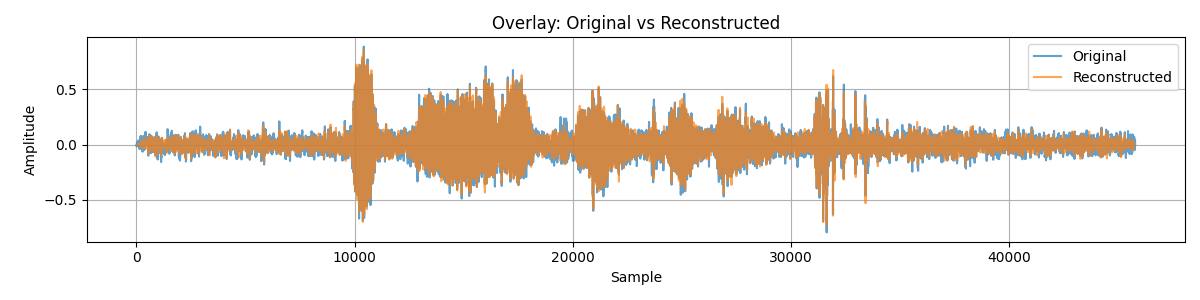 Overlay: Original vs Reconstructed
Original
Reconstructed
Amplitude
0.5
0.0
−0.5
0 10000 20000 30000 40000
Sample